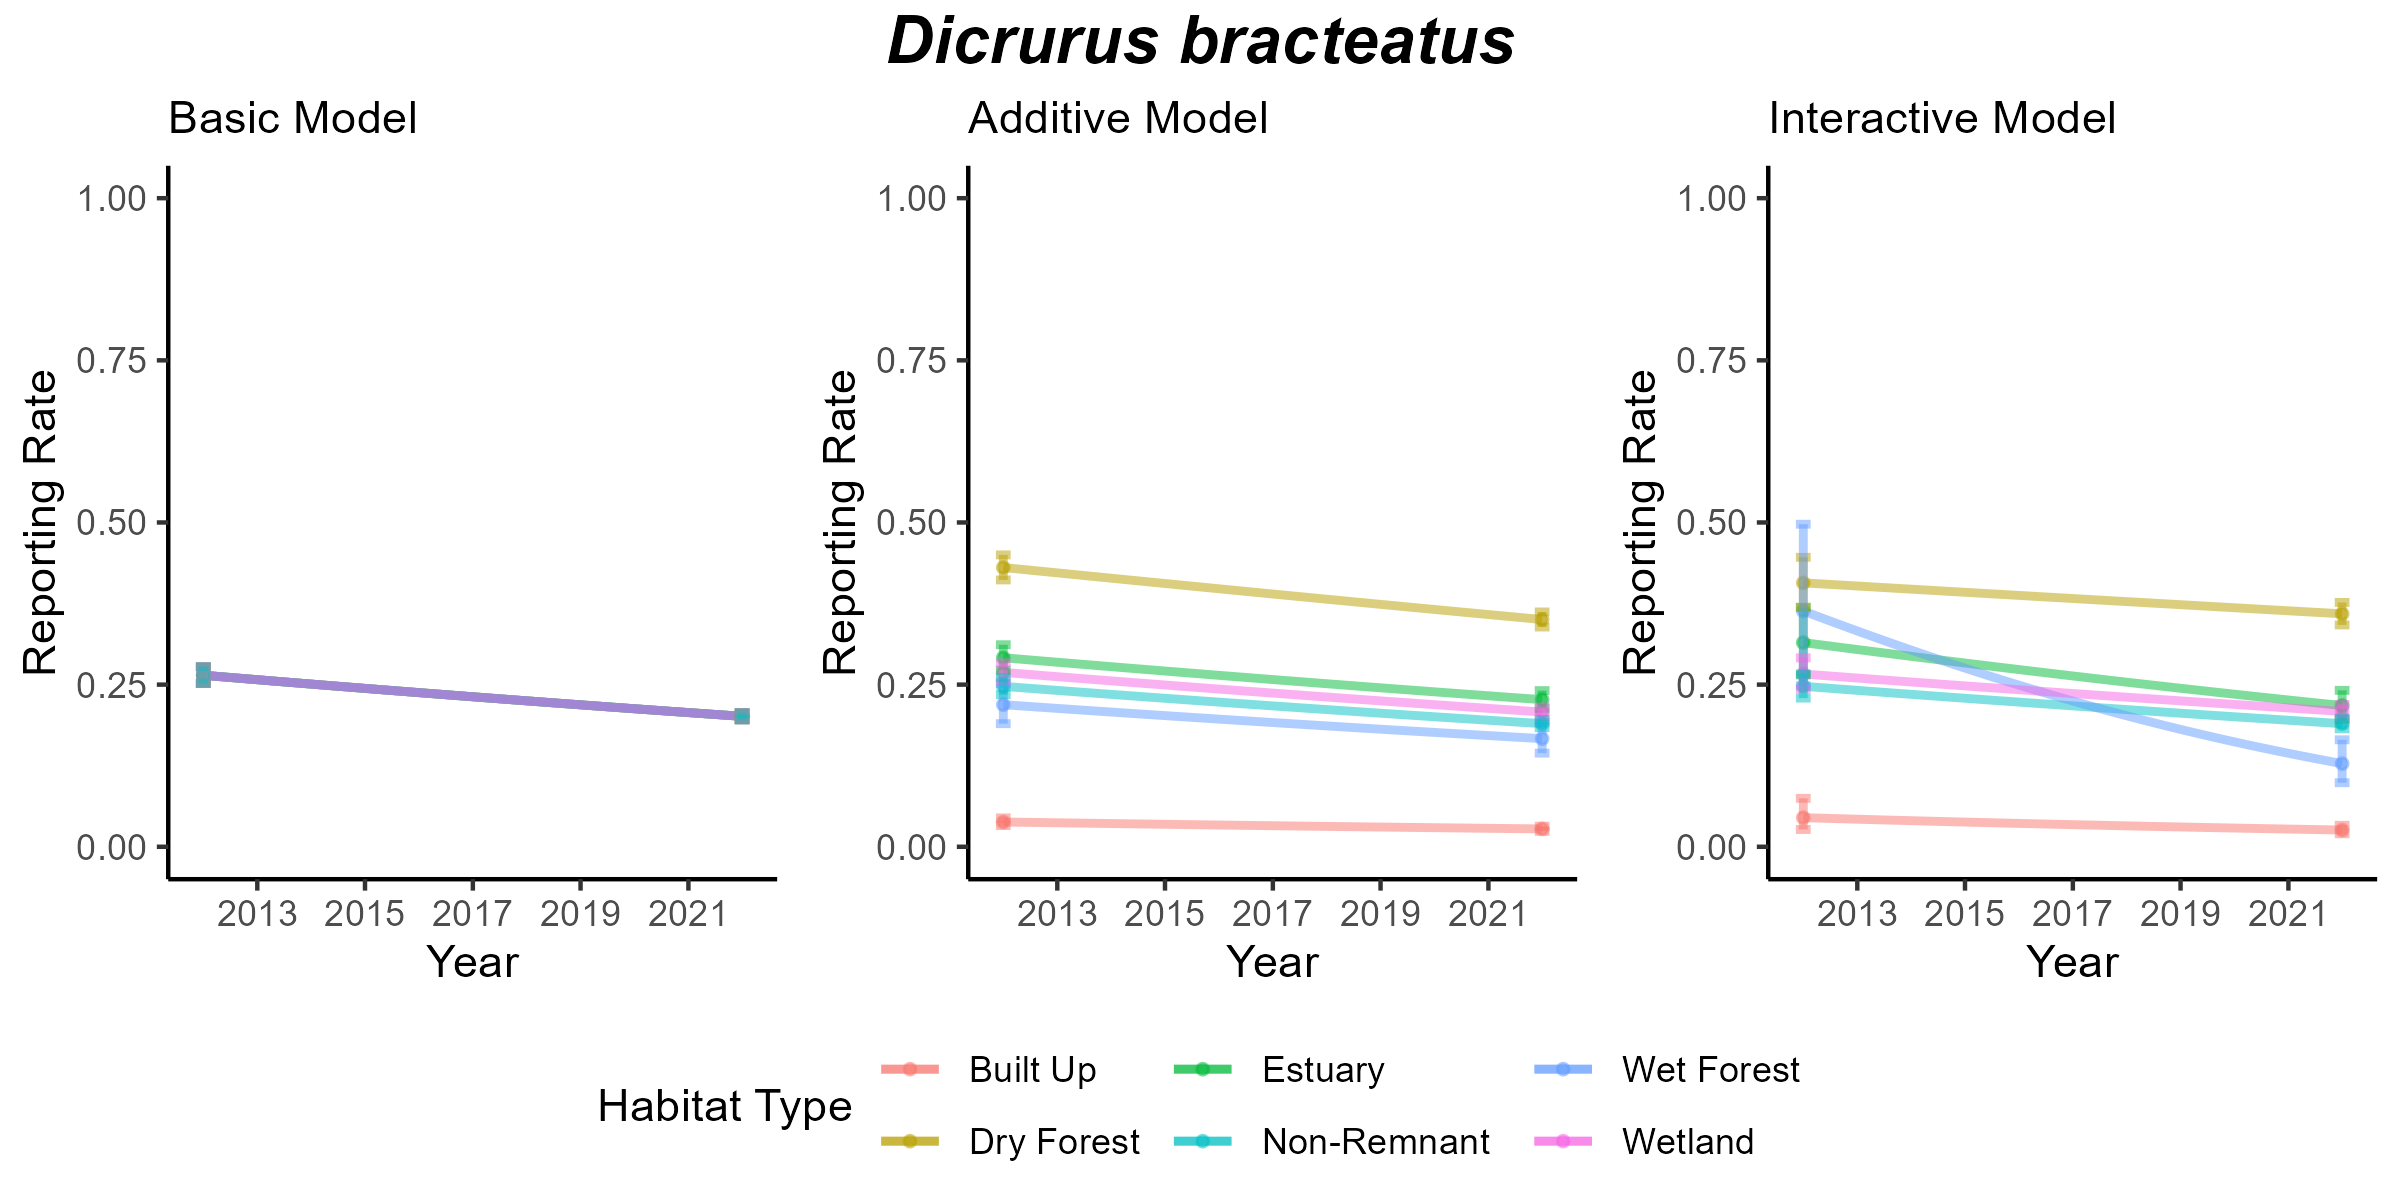 Dicrurus bracteatus
Basic Model
Additive Model
Interactive Model
Reporting Rate
1.00
0.75
0.50
0.25
0.00
2013 2015 2017 2019 2021
Year
Reporting Rate
1.00
0.75
0.50
0.25
0.00
2013 2015 2017 2019 2021
Year
Reporting Rate
1.00
0.75
0.50
0.25
0.00
2013 2015 2017 2019 2021
Year
Habitat Type
Built Up
Estuary
Wet Forest
Dry Forest
Non-Remnant
Wetland